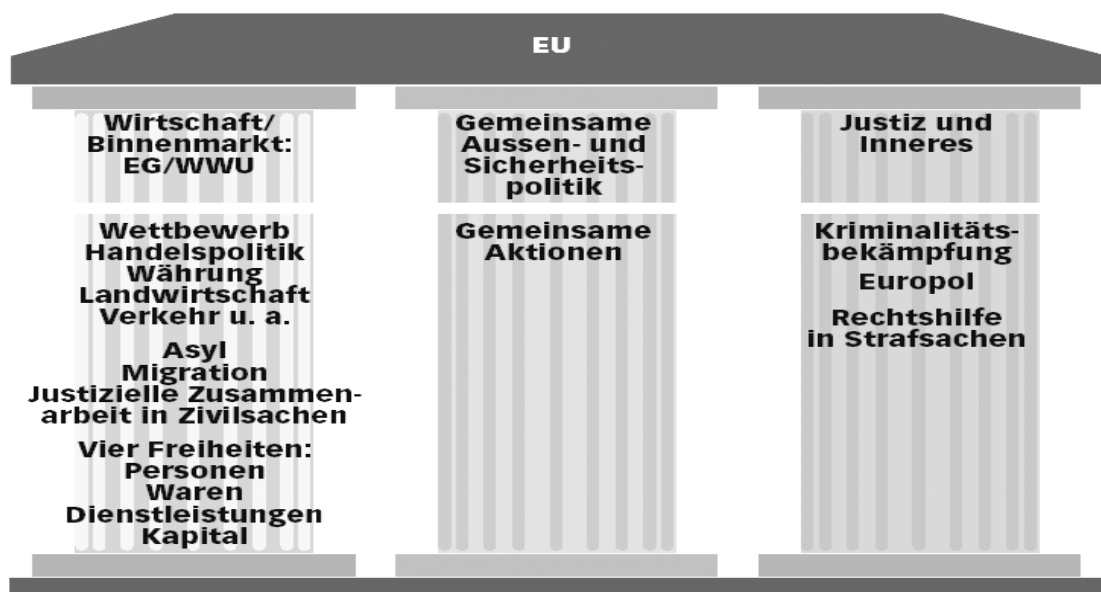 EU
Wirtschaft/
Binnenmarkt:
EG/WWU
Wettbewerb
Handelspolitik
Währung
Landwirtschaft
Verkehr u. a.
Asyl
Migration
Justizielle Zusammen-
arbeit in Zivilsachen
Vier Freiheiten:
Personen
Waren
Dienstleistungen
Kapital
Gemeinsame
Aussen- und
Sicherheits-
politik
Gemeinsame
Aktionen
Justiz und
Inneres
Kriminalitäts-
bekämpfung
Europol
Rechtshilfe
in Strafsachen